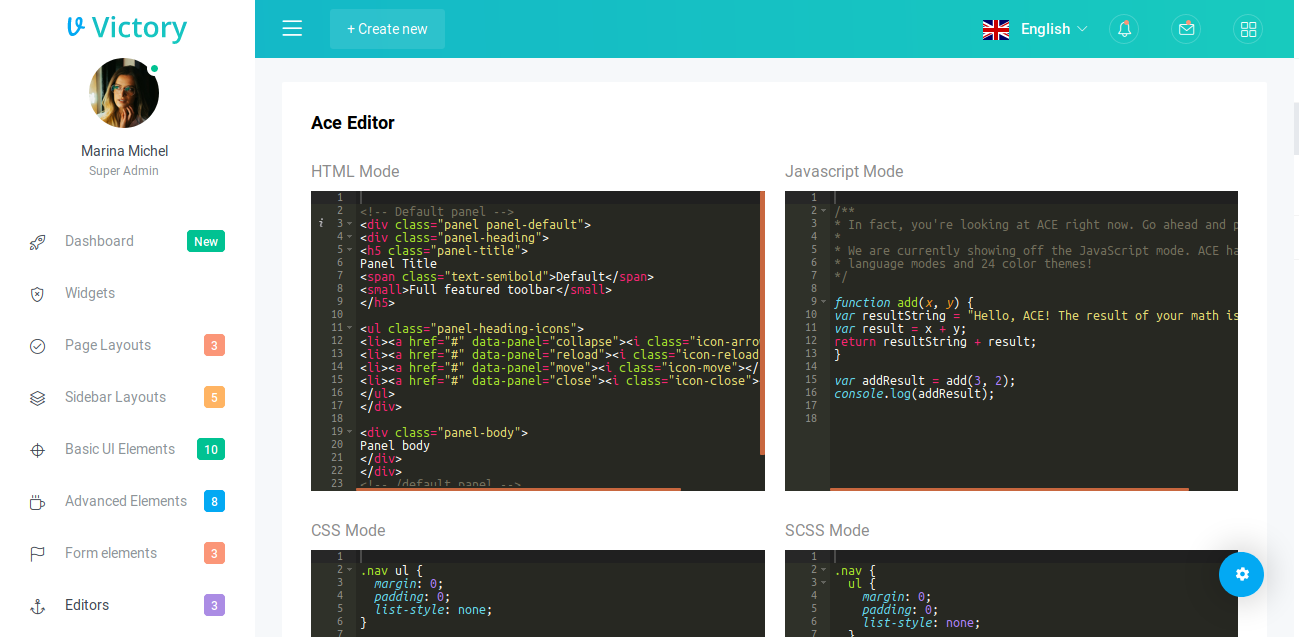 Victory
Marina Michel
Super Admin
Dashboard New
Widgets
Page Layouts 3
Sidebar Layouts 5
Basic UI Elements 10
Advanced Elements 8
Form elements 3
Editors 3
+ Create new
English
Ace Editor
HTML Mode
1
2 <!-- Default panel -->
i 3 <div class="panel panel-default">
4 <div class="panel-heading">
5 <h5 class="panel-title">
6 Panel Title
7 <span class="text-semibold">Default</span>
8 <small>Full featured toolbar</small>
9 </h5>
10
11 <ul class="panel-heading-icons">
12 <li><a href="#" data-panel="collapse"><i class="icon-arro
13 <li><a href="#" data-panel="reload"><i class="icon-reload
14 <li><a href="#" data-panel="move"><i class="icon-move"></
15 <li><a href="#" data-panel="close"><i class="icon-close">
16 </ul>
17 </div>
18
19 <div class="panel-body">
20 Panel body
21 </div>
22 </div>
23 <!-- /default panel -->
Javascript Mode
1
2 /**
3 * In fact, you're looking at ACE right now. Go ahead and p
4 *
5 * We are currently showing off the JavaScript mode. ACE ha
6 * language modes and 24 color themes!
7 */
8
9 function add(x, y) {
10 var resultString = "Hello, ACE! The result of your math is
11 var result = x + y;
12 return resultString + result;
13 }
14
15 var addResult = add(3, 2);
16 console.log(addResult);
17
18
CSS Mode
1
2 .nav ul {
3 margin: 0;
4 padding: 0;
5 list-style: none;
6 }
7
SCSS Mode
1
2 .nav {
3 ul {
4 margin: 0;
5 padding: 0;
6 list-style: none;
7 }